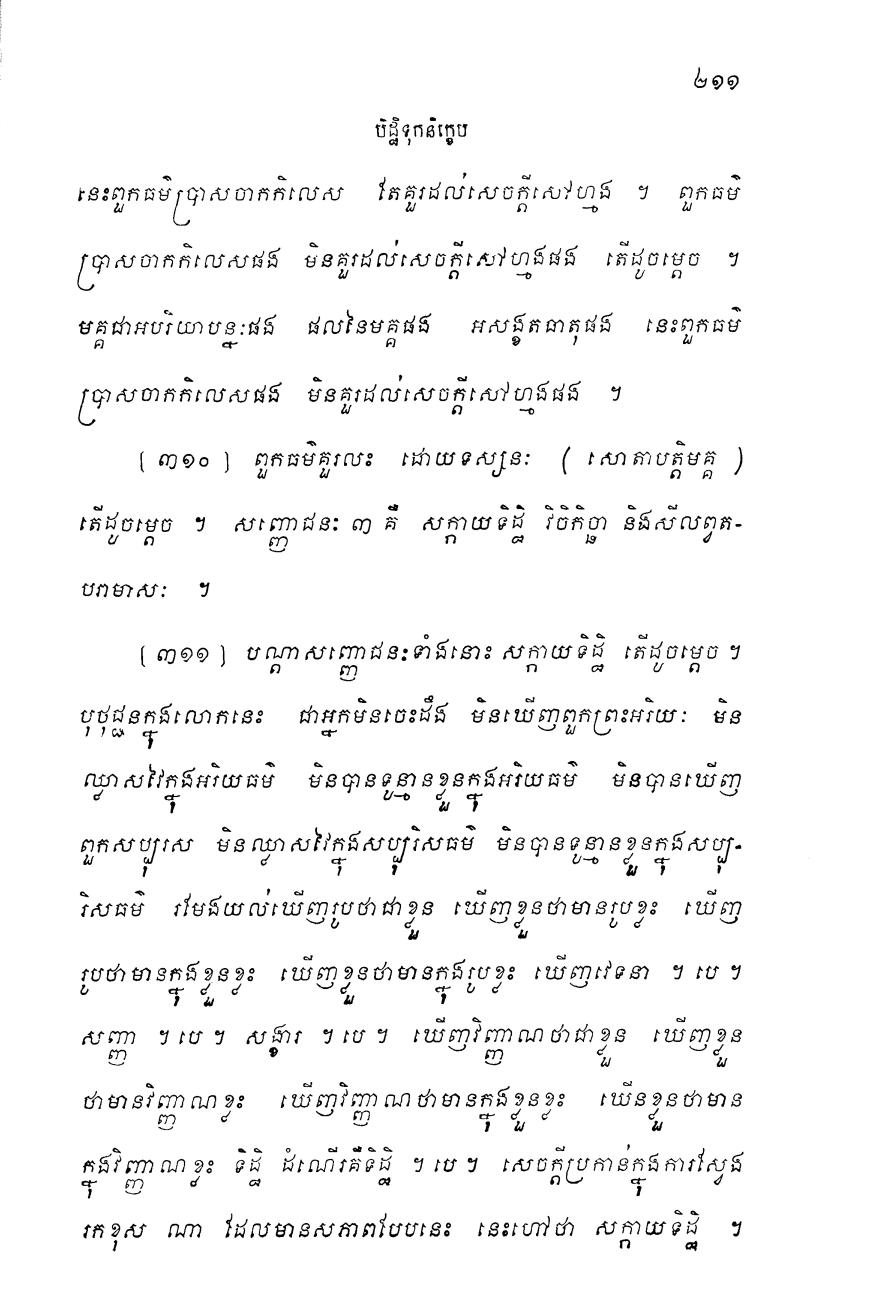 ២១១
បិដ្ឋិទុកនិក្ខេប
នេះពួកធម៌ប្រាសចាកកិលេស តែគួរដល់សេចក្តីសៅហ្មង ។ ពួកធម៌
ប្រាសចាកកិលេសផង មិនគួរដល់សេចក្តីសៅហ្មងផង តើដូចម្តេច ។
មគ្គជាអបរិយាបន្នៈផង ផលនៃមគ្គផង អសង្ខតធាតុផង នេះពួកធម៌
ប្រាសចាកកិលេសផង មិនគួរដល់សេចក្តីសៅហ្មងផង ។
(៣១០) ពួកធម៌គួរលះ ដោយទស្សនៈ (សោតាបត្តិមគ្គ)
តើដូចម្តេច ។ សញ្ញោជនៈ ៣ គឺ សក្កាយទិដ្ឋិ វិចិកិច្ឆា និងសីលព្វត-
បរាមាសៈ ។
(៣១១) បណ្តាសញ្ញោជនៈទាំងនោះ សក្កាយទិដ្ឋិ តើដូចម្តេច ។
បុថុជ្ជនក្នុងលោកនេះ ជាអ្នកមិនចេះដឹង មិនឃើញពួកព្រះអរិយៈ មិន
ឈ្លាសវៃក្នុងអរិយធម៌ មិនបានទូន្មានខ្លួនក្នុងអរិយធម៌ មិនបានឃើញ
ពួកសប្បុរស មិនឈ្លាសវៃក្នុងសប្បុរិសធម៌ មិនបានទូន្មានខ្លួនក្នុងសប្បុ-
រិសធម៌ រមែងយល់ឃើញរូបថាជាខ្លួន ឃើញខ្លួនថាមានរូបខ្លះ ឃើញ
រូបថាមានក្នុងខ្លួនខ្លះ ឃើញខ្លួនថាមានក្នុងរូបខ្លះ ឃើញវេទនា ។ បេ ។
សញ្ញា ។ បេ ។ សង្ខារ ។ បេ ។ ឃើញវិញ្ញាណថាជាខ្លួន ឃើញខ្លួន
ថាមានវិញ្ញាណខ្លះ ឃើញវិញ្ញាណថាមានក្នុងខ្លួនខ្លះ ឃើនខ្លួនថាមាន
ក្នុងវិញ្ញាណខ្លះ ទិដ្ឋិ ដំណើរគឺទិដ្ឋិ ។ បេ ។ សេចក្តីប្រកាន់ក្នុងការស្វែង
រកខុស ណា ដែលមានសភាពបែបនេះ នេះហៅថា សក្កាយទិដ្ឋិ ។